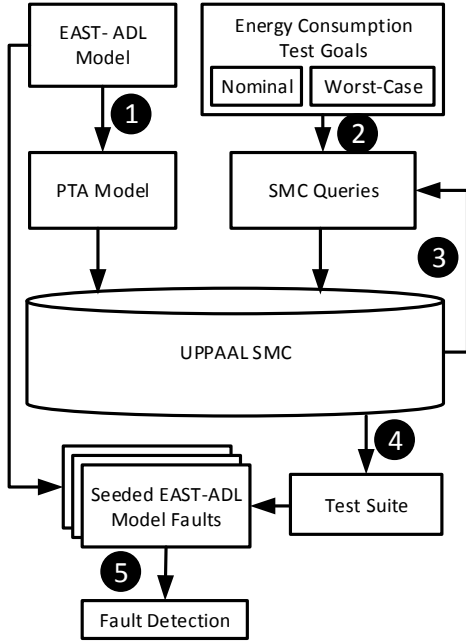 EAST- ADL
Model
Energy Consumption
Test Goals
Nominal
Worst-Case
1
2
PTA Model
SMC Queries
3
UPPAAL SMC
4
Seeded EAST-ADL
Model Faults
Test Suite
5
Fault Detection